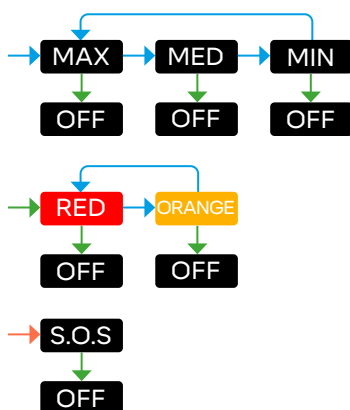 MAX MED MIN
OFF OFF OFF
RED ORANGE
OFF OFF
S.O.S
OFF